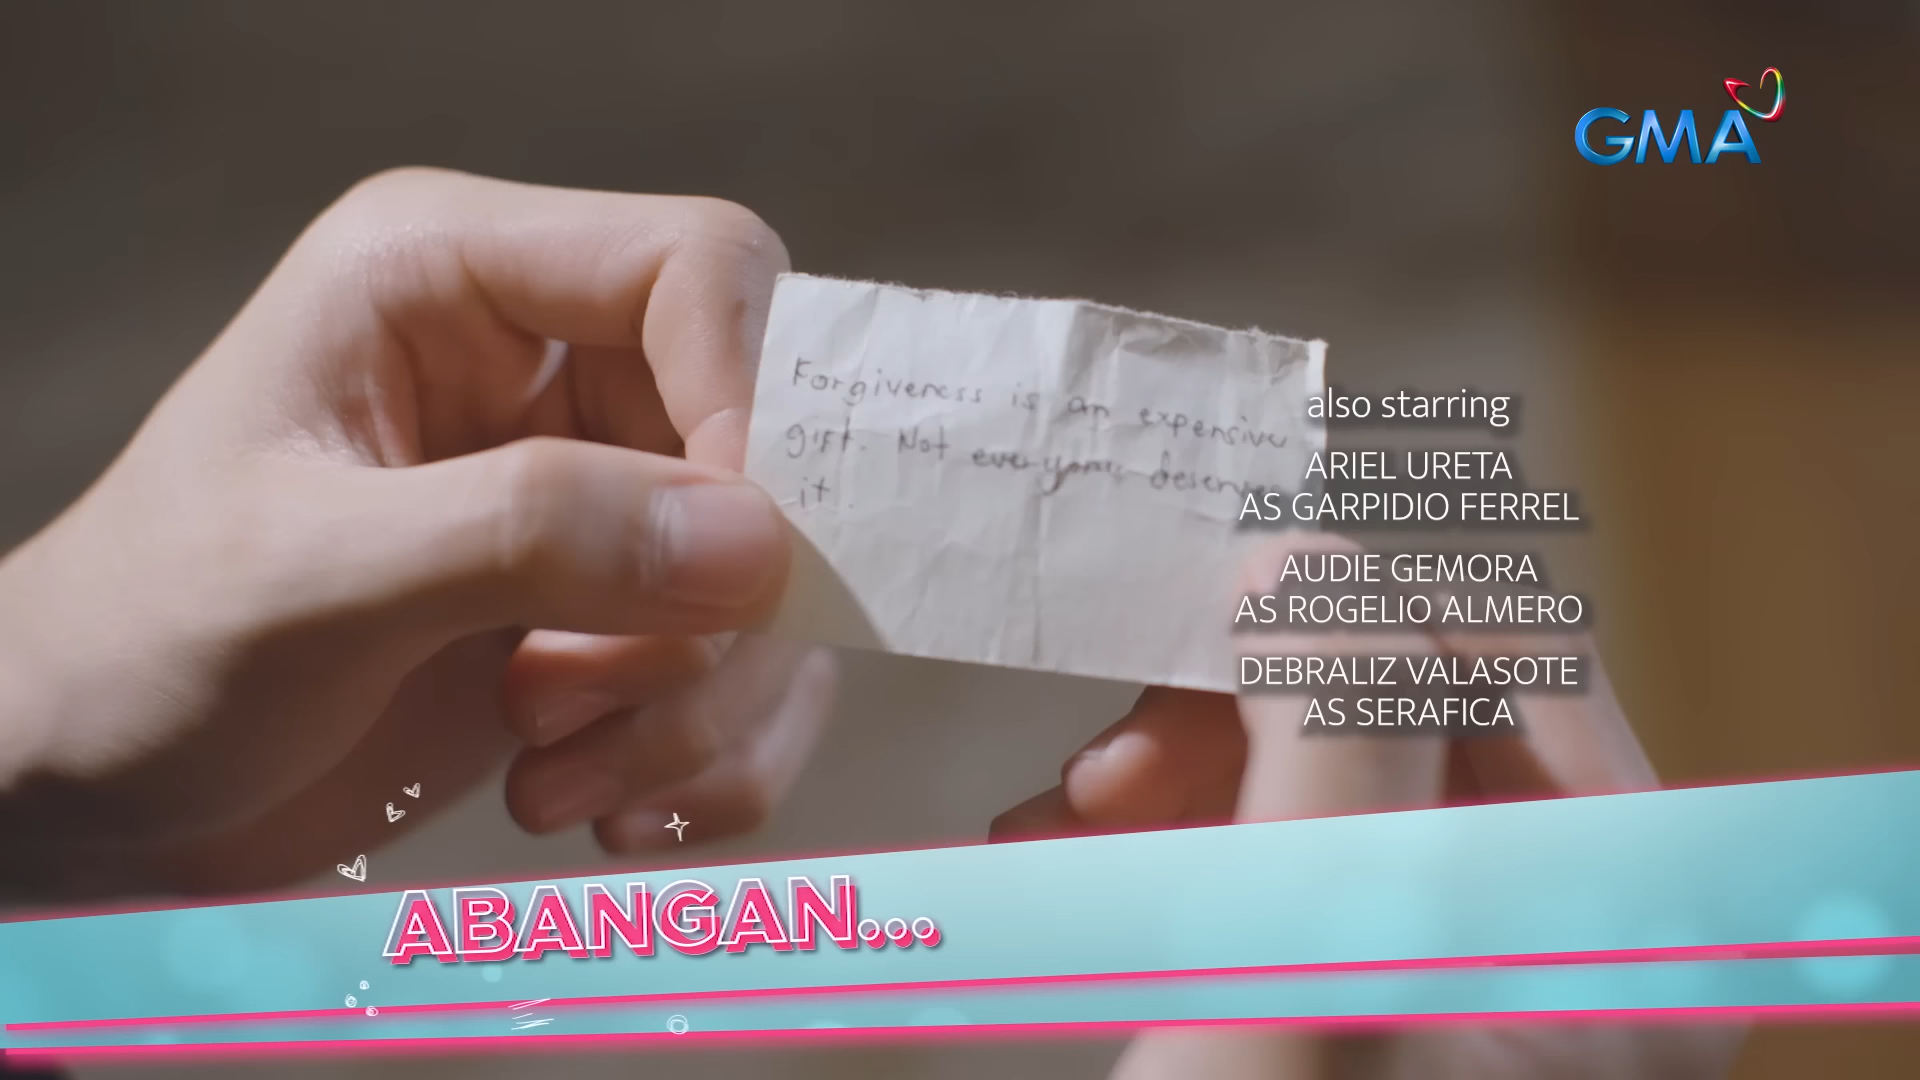 GMA
Forgiveness is an expensive
gift. Not everyone deserves
it.
also starring
ARIEL URETA
AS GARPIDIO FERREL
AUDIE GEMORA
AS ROGELIO ALMERO
DEBRALIZ VALASOTE
AS SERAFICA
ABANGAN...